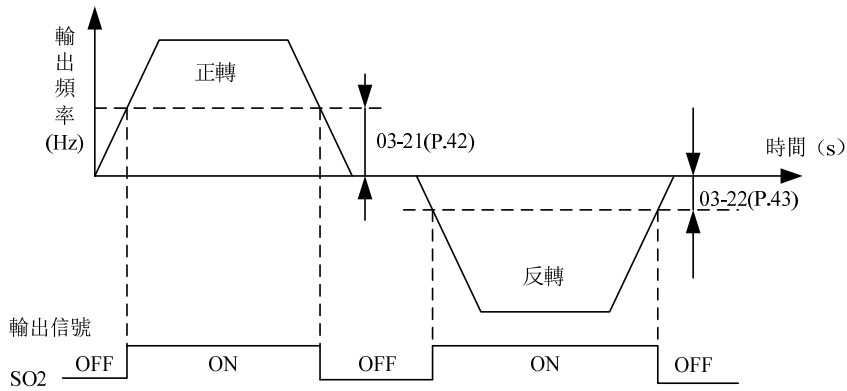 輸出頻率
(Hz)
正轉
03-21(P.42)
時間（s）
03-22(P.43)
反轉
輸出信號
SO2
OFF
ON
OFF
ON
OFF